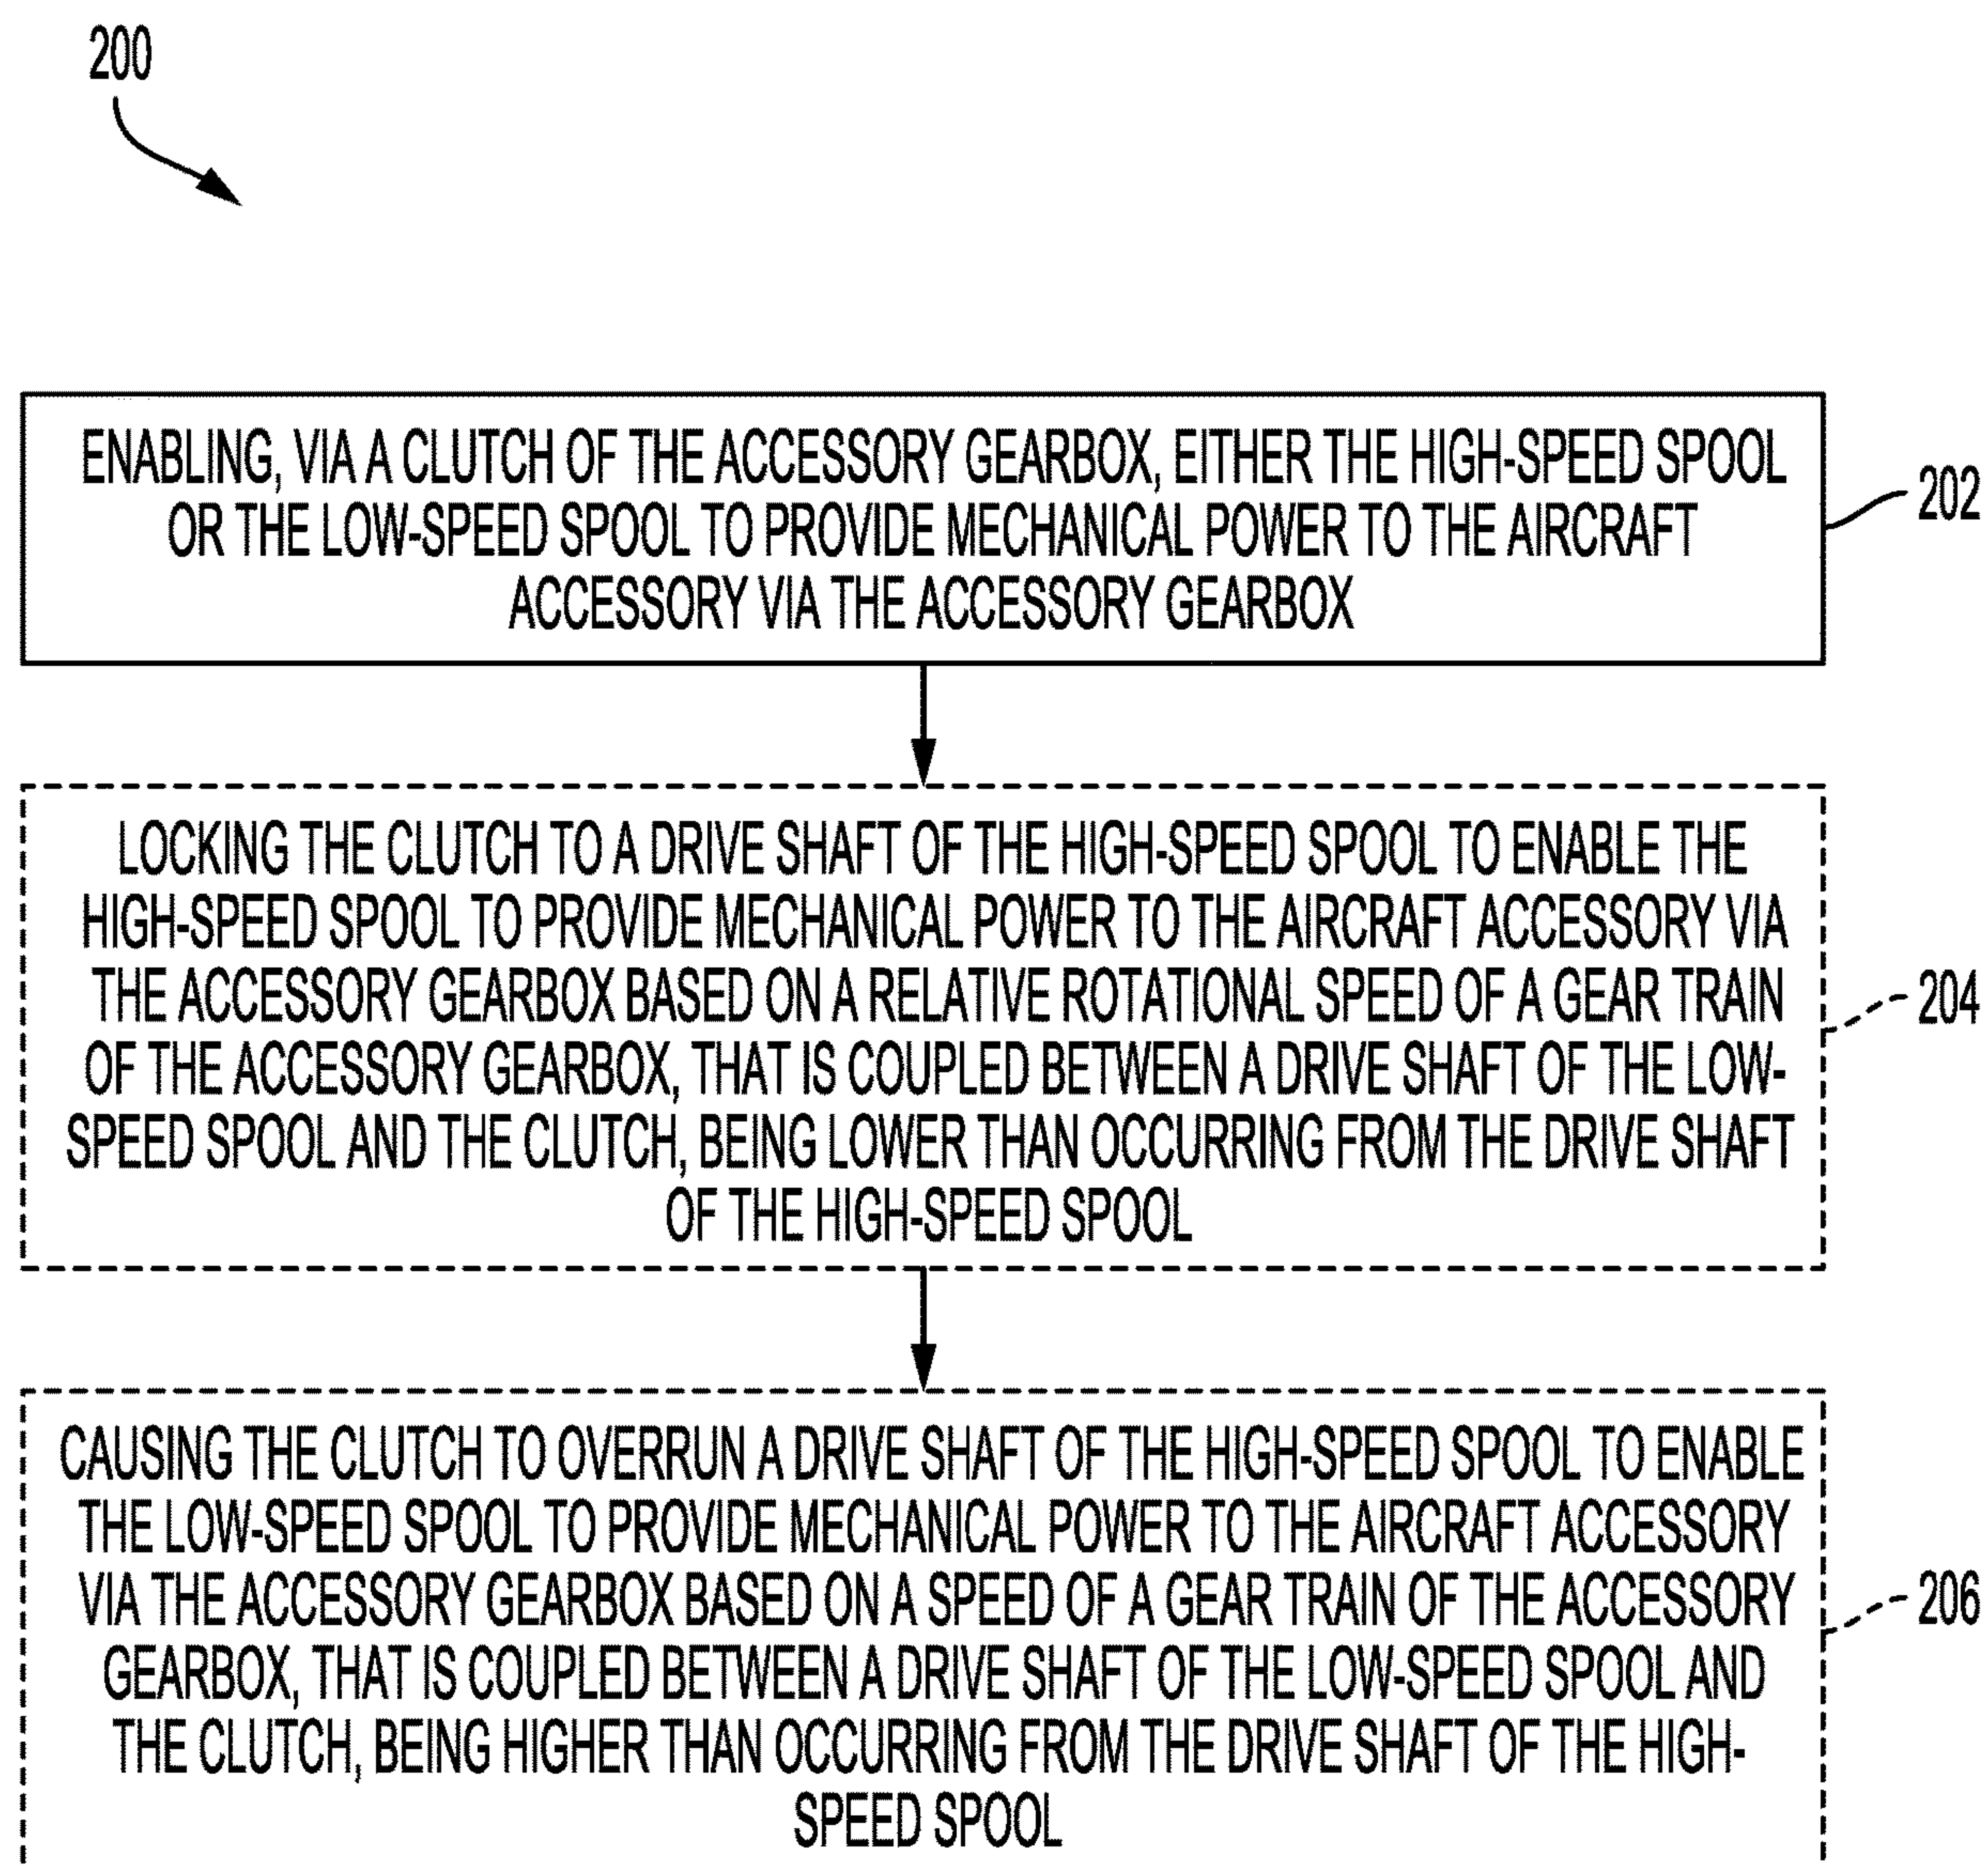 200
ENABLING, VIA A CLUTCH OF THE ACCESSORY GEARBOX, EITHER THE HIGH-SPEED SPOOL
OR THE LOW-SPEED SPOOL TO PROVIDE MECHANICAL POWER TO THE AIRCRAFT
ACCESSORY VIA THE ACCESSORY GEARBOX
202
LOCKING THE CLUTCH TO A DRIVE SHAFT OF THE HIGH-SPEED SPOOL TO ENABLE THE
HIGH-SPEED SPOOL TO PROVIDE MECHANICAL POWER TO THE AIRCRAFT ACCESSORY VIA
THE ACCESSORY GEARBOX BASED ON A RELATIVE ROTATIONAL SPEED OF A GEAR TRAIN
OF THE ACCESSORY GEARBOX, THAT IS COUPLED BETWEEN A DRIVE SHAFT OF THE LOW-
SPEED SPOOL AND THE CLUTCH, BEING LOWER THAN OCCURRING FROM THE DRIVE SHAFT
OF THE HIGH-SPEED SPOOL
204
CAUSING THE CLUTCH TO OVERRUN A DRIVE SHAFT OF THE HIGH-SPEED SPOOL TO ENABLE
THE LOW-SPEED SPOOL TO PROVIDE MECHANICAL POWER TO THE AIRCRAFT ACCESSORY
VIA THE ACCESSORY GEARBOX BASED ON A SPEED OF A GEAR TRAIN OF THE ACCESSORY
GEARBOX, THAT IS COUPLED BETWEEN A DRIVE SHAFT OF THE LOW-SPEED SPOOL AND
THE CLUTCH, BEING HIGHER THAN OCCURRING FROM THE DRIVE SHAFT OF THE HIGH-
SPEED SPOOL
206